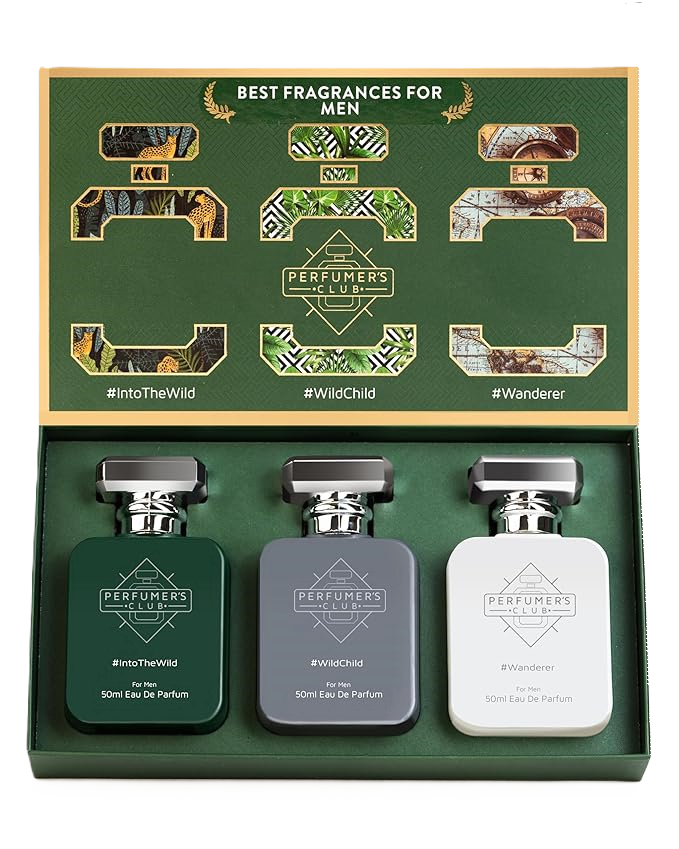 BEST FRAGRANCES FOR
MEN
PERFUMER'S
CLUB
#IntoTheWild
#WildChild
#Wanderer
PERFUMER'S
CLUB
#IntoTheWild
For Men
50ml Eau De Parfum
PERFUMER'S
CLUB
#WildChild
For Men
50ml Eau De Parfum
PERFUMER'S
CLUB
#Wanderer
For Men
50ml Eau De Parfum